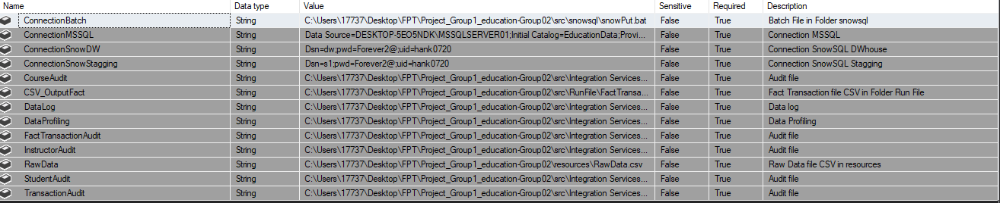 Name Data type Value Sensitive Required Description
ConnectionBatch String C:\Users\17737\Desktop\FPT\Project_Group1_education-Group02\src\snowsql\snowPut.bat False True Batch File in Folder snowsql
ConnectionMSSQL String Data Source=DESKTOP-5EO5NDK\MSSQLSERVER01;Initial Catalog=EducationData;Provi... False True Connection MSSQL
ConnectionSnowDW String Dsn=dw;pwd=Forever2@;uid=hank0720 False True Connection SnowSQL DWhouse
ConnectionSnowStagging String Dsn=s1;pwd=Forever2@;uid=hank0720 False True Connection SnowSQL Stagging
CourseAudit String C:\Users\17737\Desktop\FPT\Project_Group1_education-Group02\src\Integration Services... False True Audit file
CSV_OutputFact String C:\Users\17737\Desktop\FPT\Project_Group1_education-Group02\src\RunFile\FactTransa... False True Fact Transaction file CSV in Folder Run File
DataLog String C:\Users\17737\Desktop\FPT\Project_Group1_education-Group02\src\Integration Services... False True Data log
DataProfiling String C:\Users\17737\Desktop\FPT\Project_Group1_education-Group02\src\Integration Services... False True Data Profiling
FactTransactionAudit String C:\Users\17737\Desktop\FPT\Project_Group1_education-Group02\src\Integration Services... False True Audit file
InstructorAudit String C:\Users\17737\Desktop\FPT\Project_Group1_education-Group02\src\Integration Services... False True Audit file
RawData String C:\Users\17737\Desktop\FPT\Project_Group1_education-Group02\resources\RawData.csv False True Raw Data file CSV in resources
StudentAudit String C:\Users\17737\Desktop\FPT\Project_Group1_education-Group02\src\Integration Services... False True Audit file
TransactionAudit String C:\Users\17737\Desktop\FPT\Project_Group1_education-Group02\src\Integration Services... False True Audit file